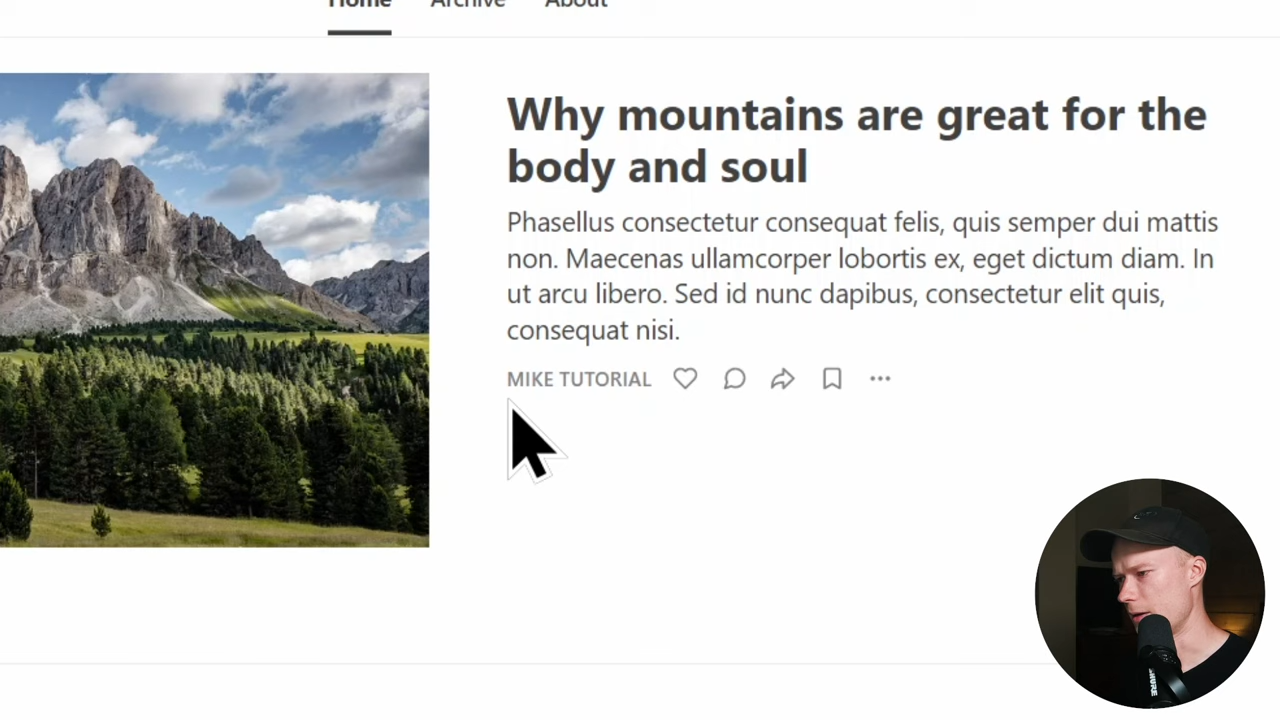 Home Archive About
Why mountains are great for the
body and soul
Phasellus consectetur consequat felis, quis semper dui mattis
non. Maecenas ullamcorper lobortis ex, eget dictum diam. In
ut arcu libero. Sed id nunc dapibus, consectetur elit quis,
consequat nisi.
MIKE TUTORIAL
SHURE